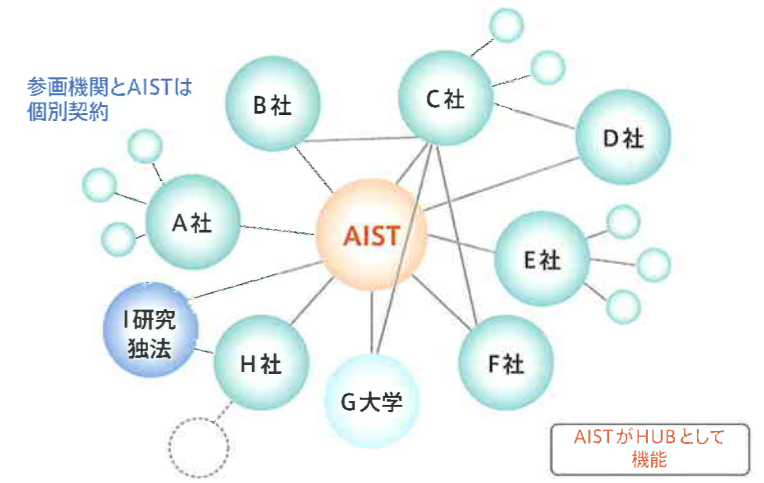 参画機関とAISTは
個別契約
B社
C社
D社
A社
AIST
E社
I研究
独法
H社
G大学
F社
AISTがHUBとして
機能